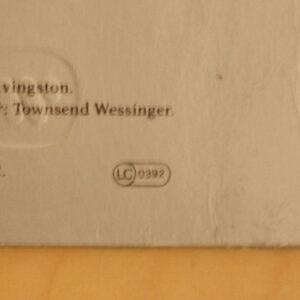 vingston.
: Townsend Wessinger.
LC 0392